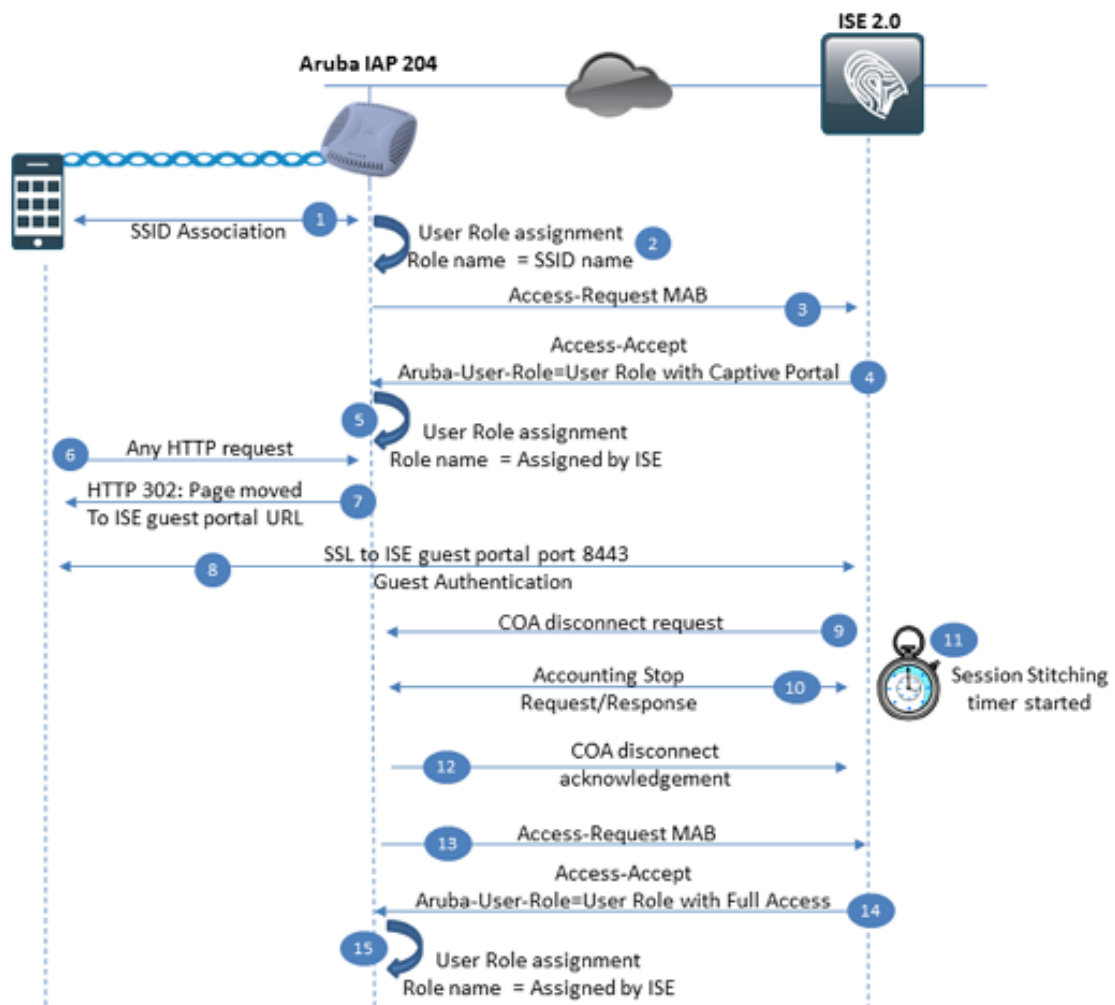 ISE 2.0
Aruba IAP 204
1
SSID Association
User Role assignment
Role name = SSID name
2
Access-Request MAB
3
Access-Accept
Aruba-User-Role=User Role with Captive Portal
4
5
User Role assignment
Role name = Assigned by ISE
6
Any HTTP request
HTTP 302: Page moved
To ISE guest portal URL
7
SSL to ISE guest portal port 8443
8
Guest Authentication
COA disconnect request
9
11
Session Stitching
timer started
Accounting Stop
Request/Response
10
COA disconnect
acknowledgement
12
Access-Request MAB
13
Access-Accept
Aruba-User-Role=User Role with Full Access
14
15
User Role assignment
Role name = Assigned by ISE